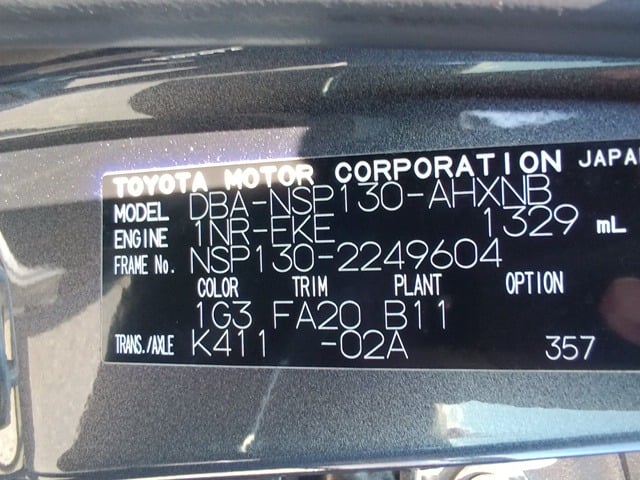 TOYOTA MOTOR CORPORATION JAPAN
MODEL DBA-NSP130-AHXNB
ENGINE 1NR-EKE 1329 mL
FRAME No. NSP130-2249604
COLOR TRIM PLANT OPTION
1G3 FA20 B11
TRANS./AXLE K411 -02A 357